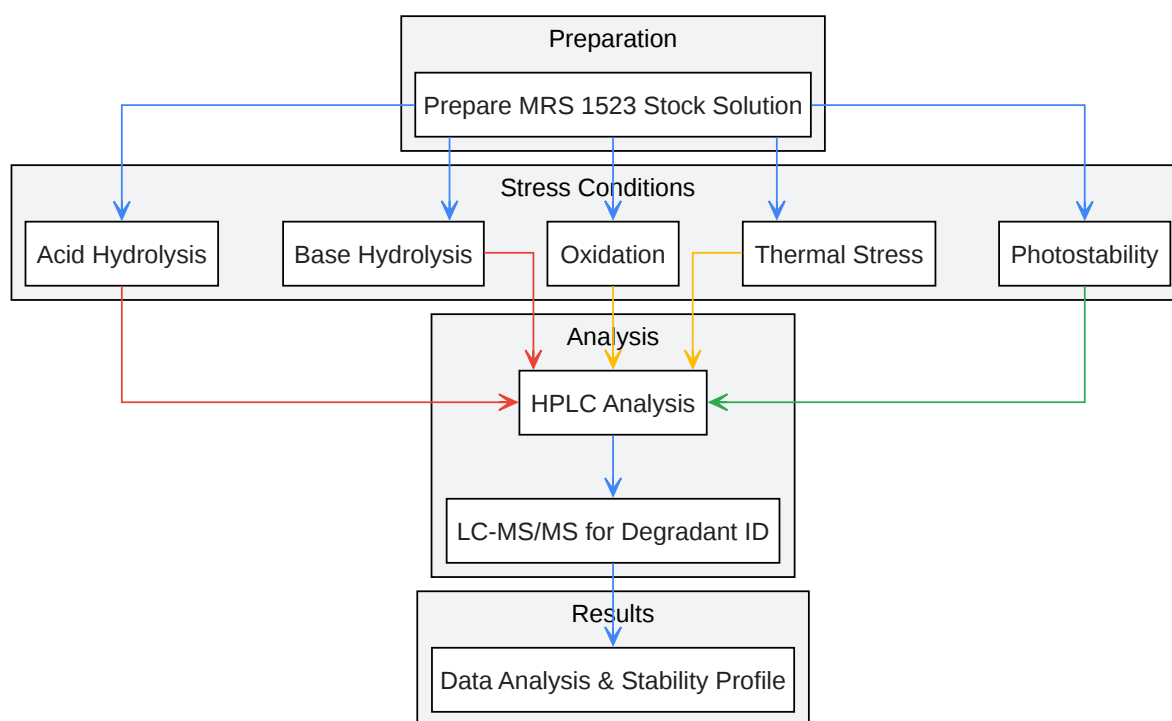 Preparation
Prepare MRS 1523 Stock Solution
Stress Conditions
Acid Hydrolysis
Base Hydrolysis
Oxidation
Thermal Stress
Photostability
Analysis
HPLC Analysis
LC-MS/MS for Degradant ID
Results
Data Analysis & Stability Profile